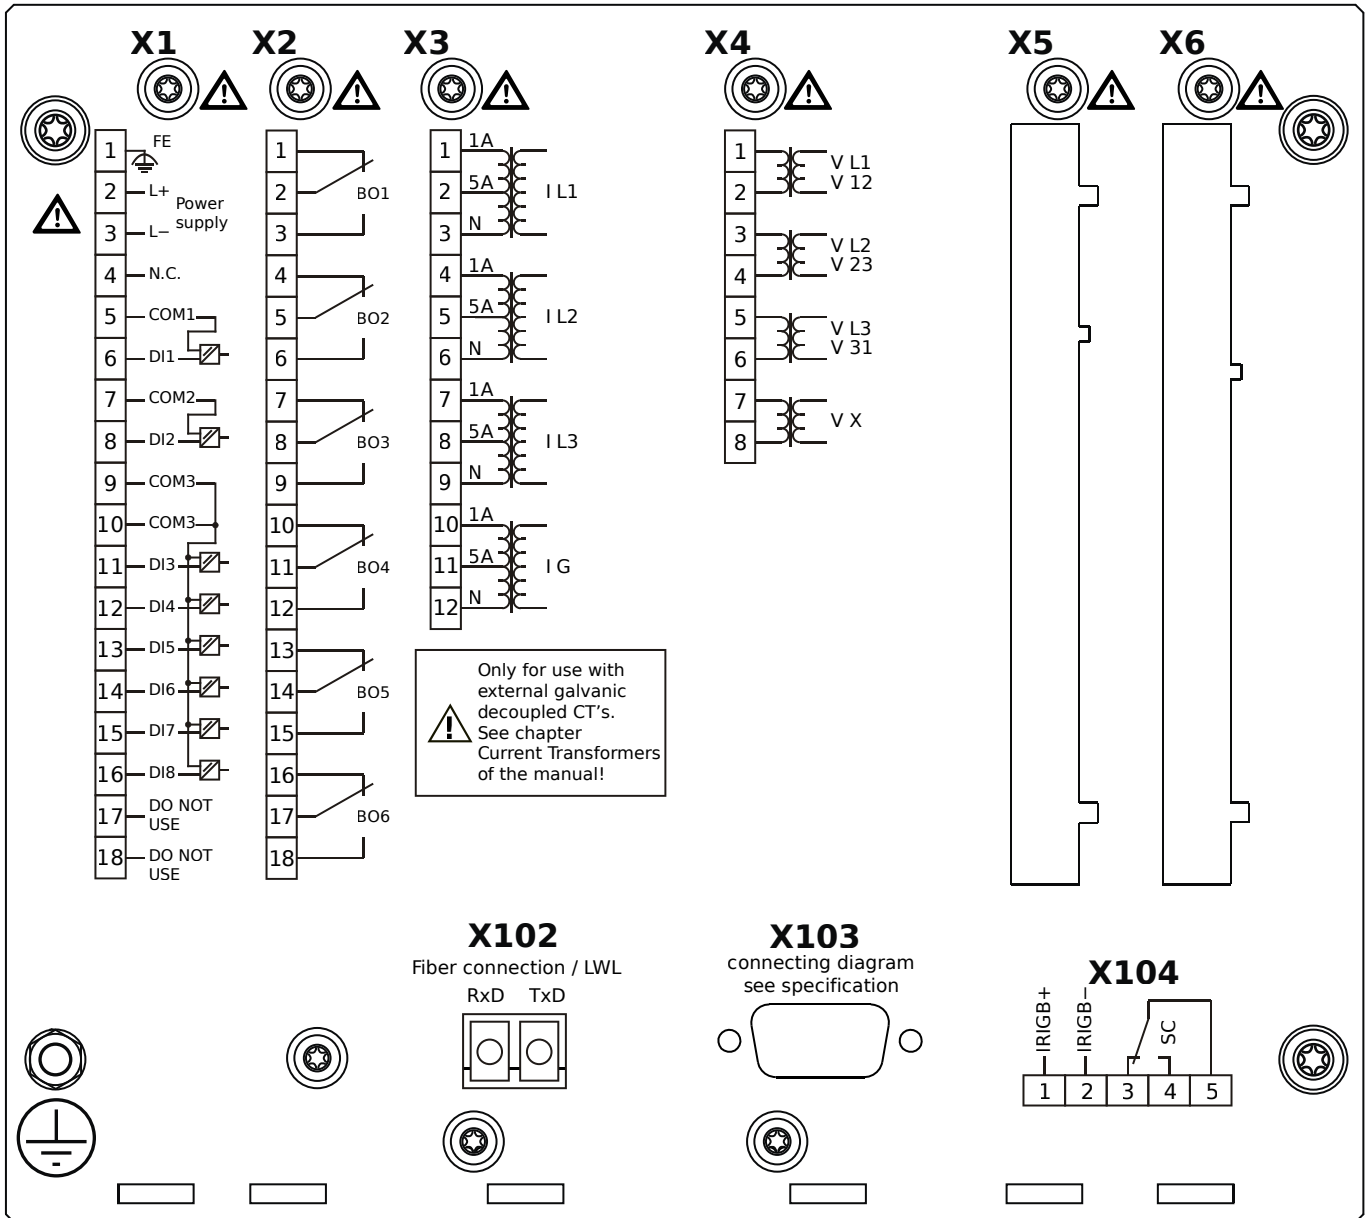 X1
X2
X3
X4
X5
X6
1 FE
2 L+
Power
supply
3 L−
4 N.C.
5 COM1
6 DI1
7 COM2
8 DI2
9 COM3
10 COM3
11 DI3
12 DI4
13 DI5
14 DI6
15 DI7
16 DI8
17 DO NOT
USE
18 DO NOT
USE
1
2 BO1
3
4
5 BO2
6
7
8 BO3
9
10
11 BO4
12
13
14 BO5
15
16
17 BO6
18
1 1A
2 5A I L1
3 N
4 1A
5 5A I L2
6 N
7 1A
8 5A I L3
9 N
10 1A
11 5A I G
12 N
Only for use with
external galvanic
decoupled CT's.
See chapter
Current Transformers
of the manual!
1 V L1
2 V 12
3 V L2
4 V 23
5 V L3
6 V 31
7 V X
8
X102
Fiber connection / LWL
RxD TxD
X103
connecting diagram
see specification
X104
IRIGB+
IRIGB−
SC
1 2 3 4 5